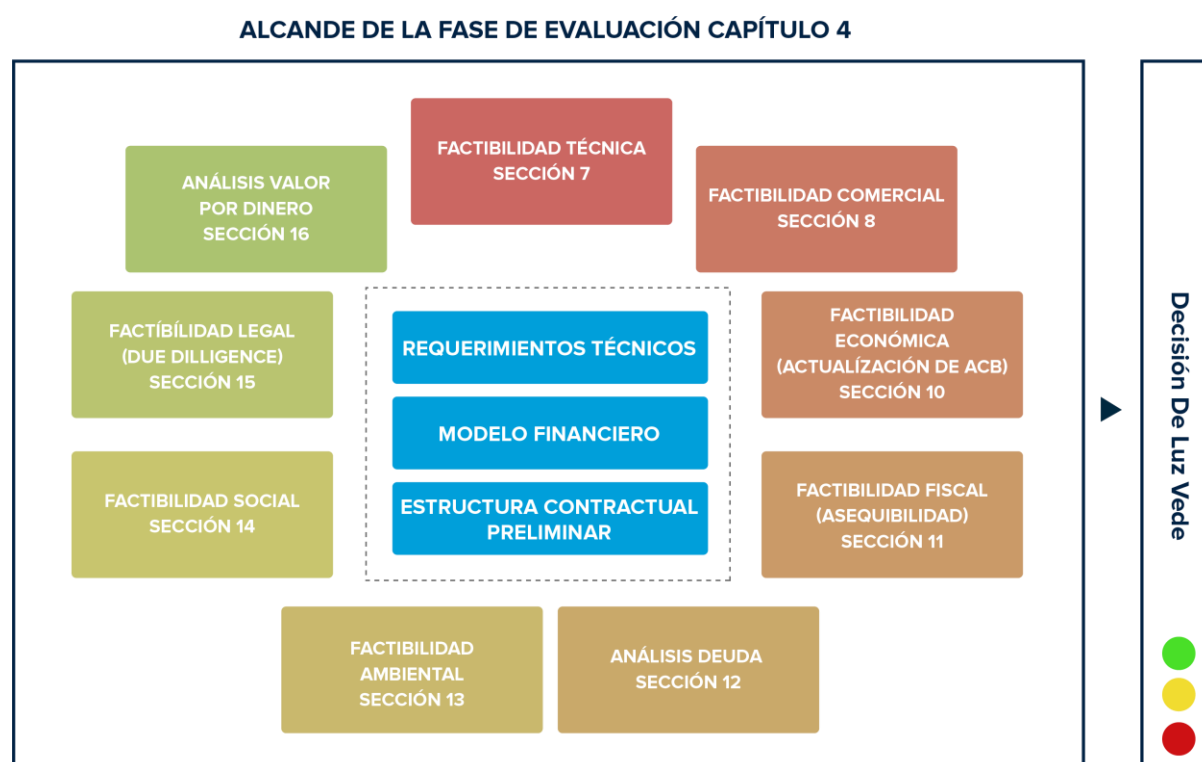 ALCANDE DE LA FASE DE EVALUACIÓN CAPÍTULO 4
FACTIBILIDAD TÉCNICA
SECCIÓN 7
ANÁLISIS VALOR
POR DINERO
SECCIÓN 16
FACTIBILIDAD COMERCIAL
SECCIÓN 8
FACTÍBÍLIDAD LEGAL
(DUE DILLIGENCE)
SECCIÓN 15
REQUERIMIENTOS TÉCNICOS
FACTIBILIDAD
ECONÓMICA
(ACTUALÍZACIÓN DE ACB)
SECCIÓN 10
MODELO FINANCIERO
FACTIBILIDAD SOCIAL
SECCIÓN 14
ESTRUCTURA CONTRACTUAL
PRELIMINAR
FACTIBILIDAD FISCAL
(ASEQUIBILIDAD)
SECCIÓN 11
FACTIBILIDAD
AMBIENTAL
SECCIÓN 13
ANÁLISIS DEUDA
SECCIÓN 12
Decisión De Luz Vede